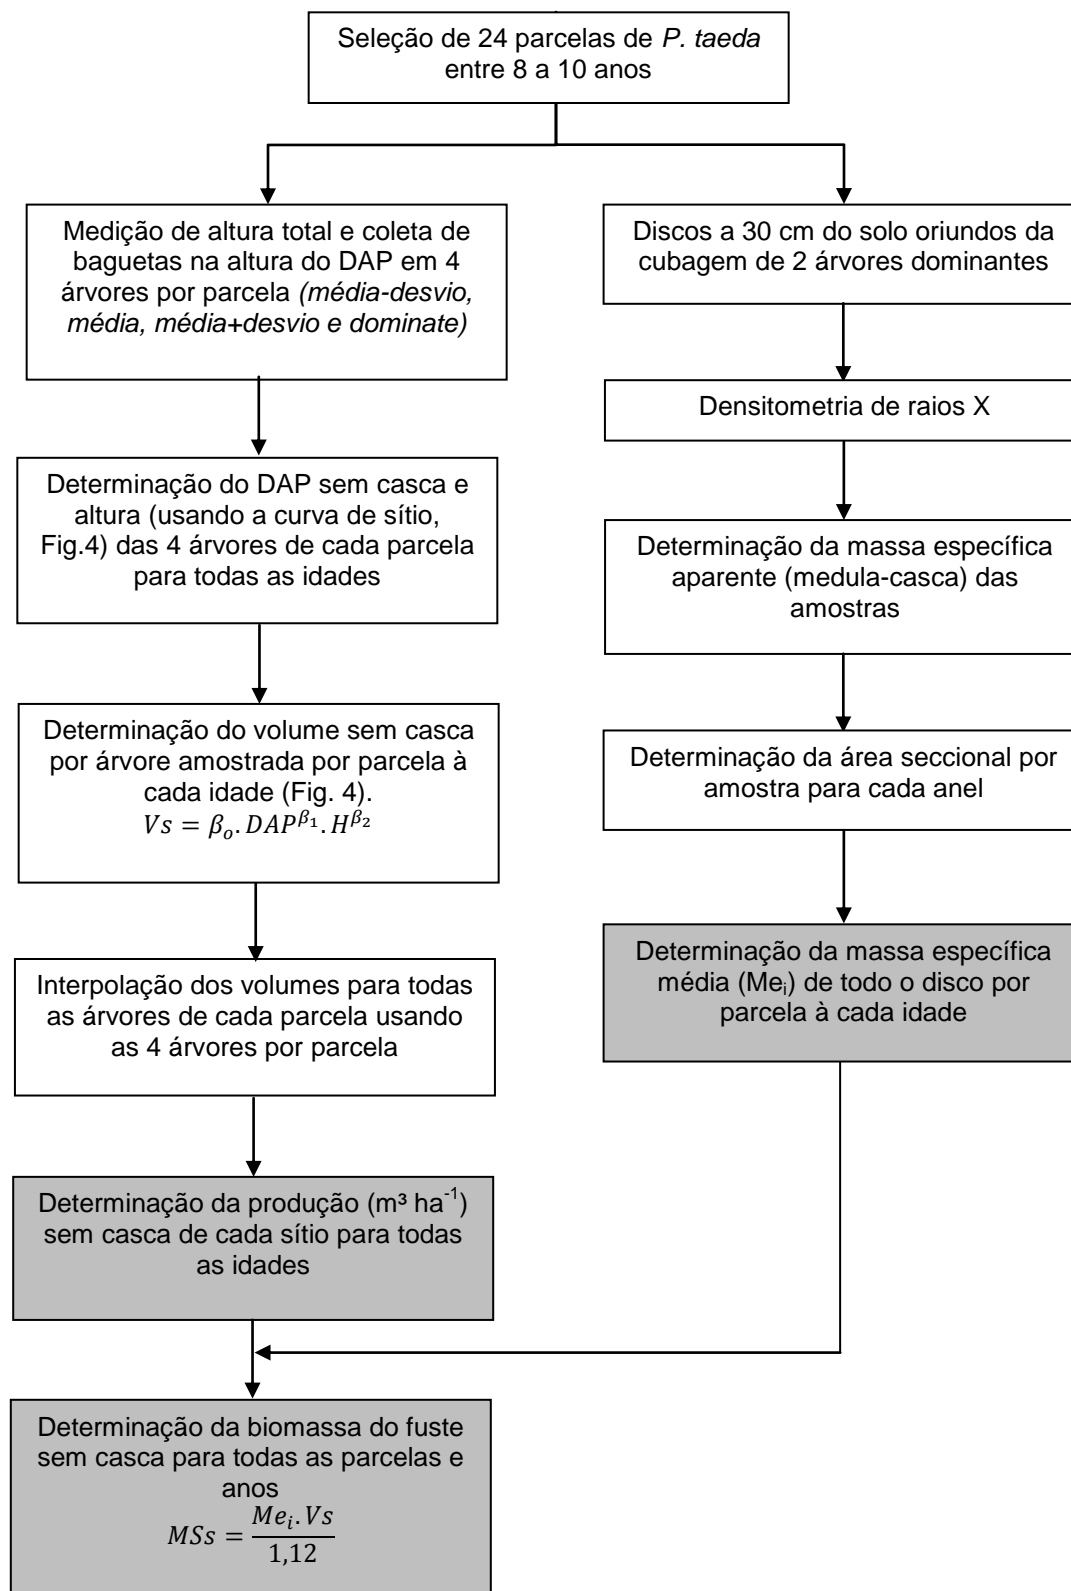 Seleção de 24 parcelas de P. taeda
entre 8 a 10 anos
Medição de altura total e coleta de
baguetas na altura do DAP em 4
árvores por parcela (média-desvio,
média, média+desvio e dominate)
Determinação do DAP sem casca e
altura (usando a curva de sítio,
Fig.4) das 4 árvores de cada parcela
para todas as idades
Determinação do volume sem casca
por árvore amostrada por parcela à
cada idade (Fig. 4).
Vs = βₒ. DAP^β₁. H^β₂
Interpolação dos volumes para todas
as árvores de cada parcela usando
as 4 árvores por parcela
Determinação da produção (m³ ha⁻¹)
sem casca de cada sítio para todas
as idades
Discos a 30 cm do solo oriundos da
cubagem de 2 árvores dominantes
Densitometria de raios X
Determinação da massa específica
aparente (medula-casca) das
amostras
Determinação da área seccional por
amostra para cada anel
Determinação da massa específica
média (Meᵢ) de todo o disco por
parcela à cada idade
Determinação da biomassa do fuste
sem casca para todas as parcelas e
anos
MSs = Meᵢ. Vs / 1,12